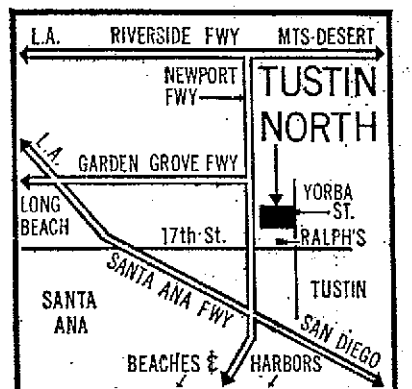 L.A. RIVERSIDE FWY MTS-DESERT
NEWPORT
FWY
TUSTIN
NORTH
L.A.
GARDEN GROVE FWY
LONG
BEACH
YORBA
ST.
17th St.
RALPH'S
SANTA ANA FWY
TUSTIN
SANTA
ANA
SAN DIEGO
BEACHES & HARBORS